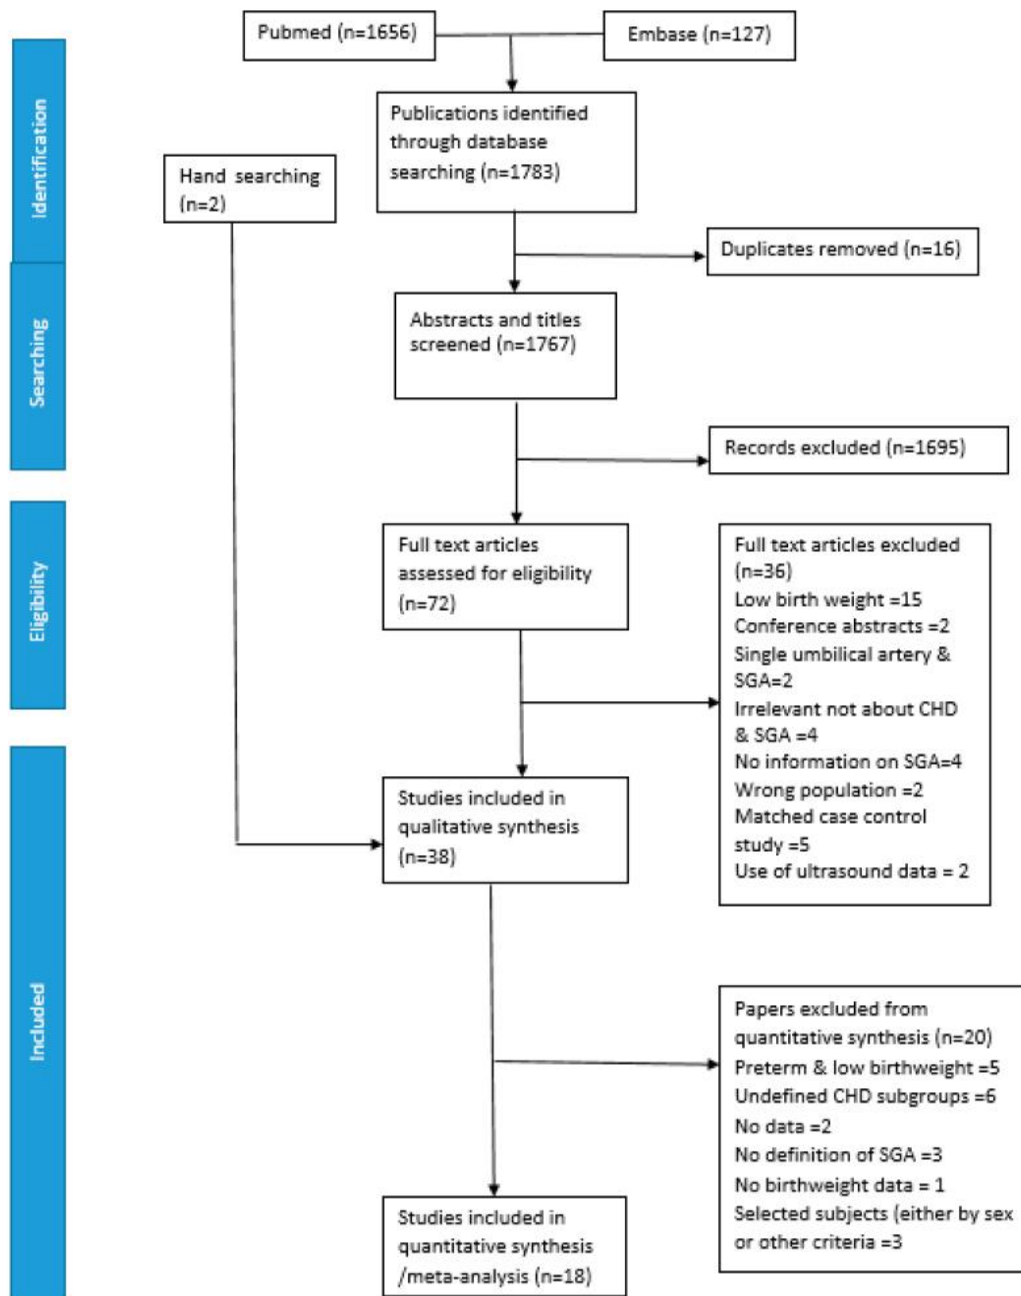 Pubmed (n=1656)
Embase (n=127)
Identification
Publications identified
through database
searching (n=1783)
Hand searching
(n=2)
Duplicates removed (n=16)
Searching
Abstracts and titles
screened (n=1767)
Records excluded (n=1695)
Eligibility
Full text articles
assessed for eligibility
(n=72)
Full text articles excluded
(n=36)
Low birth weight =15
Conference abstracts =2
Single umbilical artery &
SGA=2
Irrelevant not about CHD
& SGA =4
No information on SGA=4
Wrong population =2
Matched case control
study =5
Use of ultrasound data = 2
Included
Studies included in
qualitative synthesis
(n=38)
Papers excluded from
quantitative synthesis (n=20)
Preterm & low birthweight =5
Undefined CHD subgroups =6
No data =2
No definition of SGA =3
No birthweight data = 1
Selected subjects (either by sex
or other criteria =3
Studies included in
quantitative synthesis
/meta-analysis (n=18)